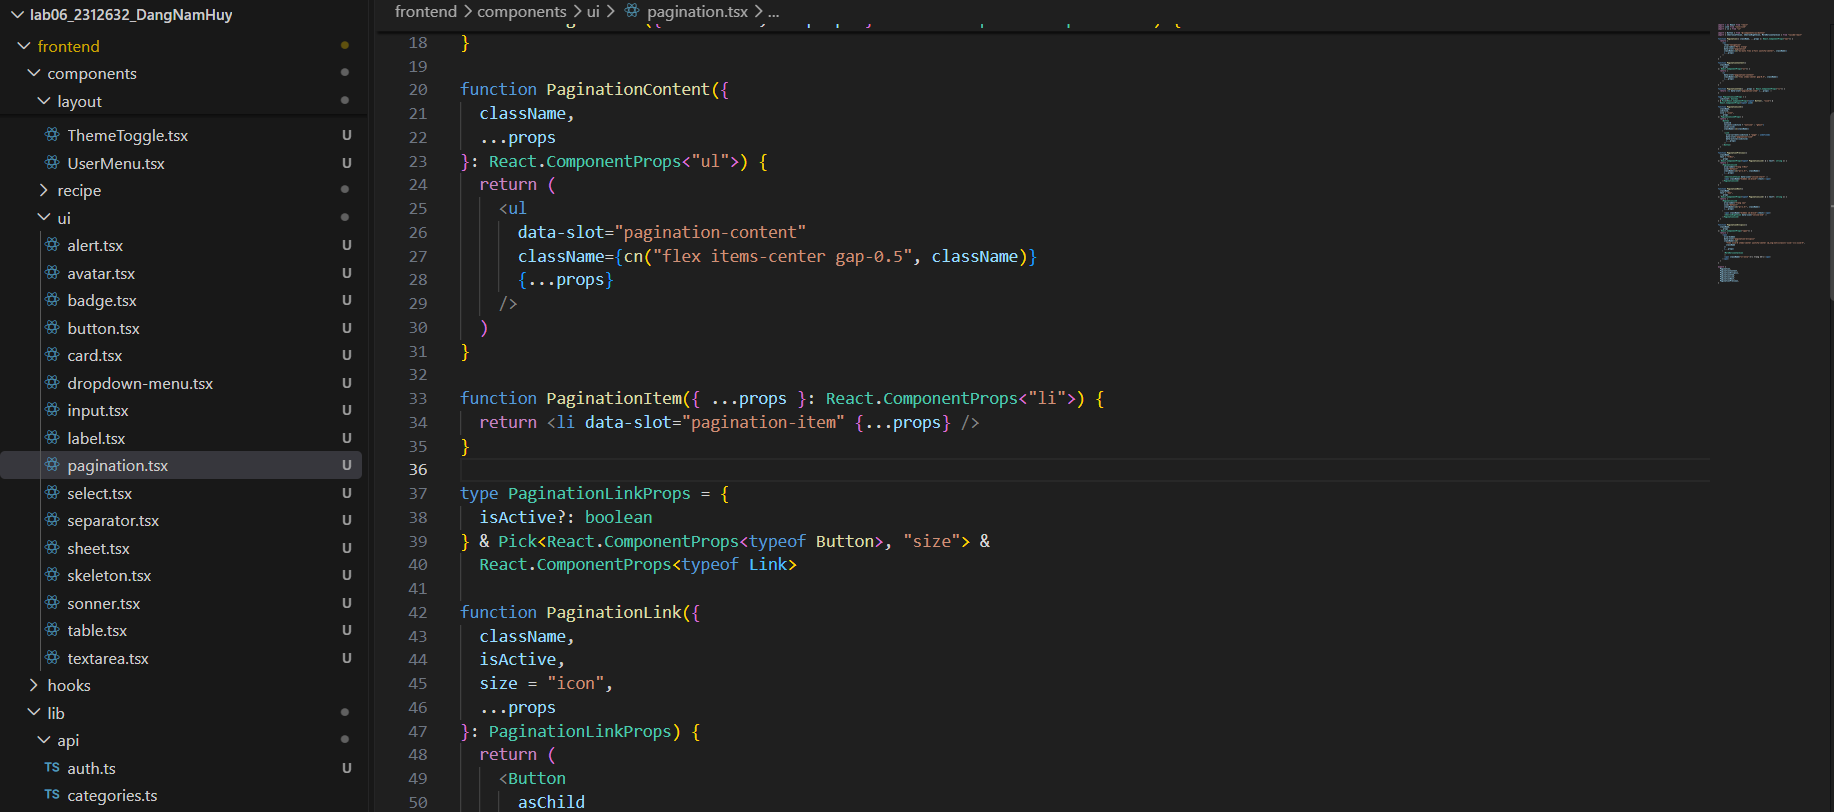 lab06_2312632_DangNamHuy
frontend
components
layout
ThemeToggle.tsx U
UserMenu.tsx U
recipe
ui
alert.tsx U
avatar.tsx U
badge.tsx U
button.tsx U
card.tsx U
dropdown-menu.tsx U
input.tsx U
label.tsx U
pagination.tsx U
select.tsx U
separator.tsx U
sheet.tsx U
skeleton.tsx U
sonner.tsx U
table.tsx U
textarea.tsx U
hooks
lib
api
TS auth.ts U
TS categories.ts
frontend > components > ui > pagination.tsx > ...
18 }
19
20 function PaginationContent({
21 className,
22 ...props
23 }: React.ComponentProps<"ul">) {
24 return (
25 <ul
26 data-slot="pagination-content"
27 className={cn("flex items-center gap-0.5", className)}
28 {...props}
29 />
30 )
31 }
32
33 function PaginationItem({ ...props }: React.ComponentProps<"li">) {
34 return <li data-slot="pagination-item" {...props} />
35 }
36
37 type PaginationLinkProps = {
38 isActive?: boolean
39 } & Pick<React.ComponentProps<typeof Button>, "size"> &
40 React.ComponentProps<typeof Link>
41
42 function PaginationLink({
43 className,
44 isActive,
45 size = "icon",
46 ...props
47 }: PaginationLinkProps) {
48 return (
49 <Button
50 asChild